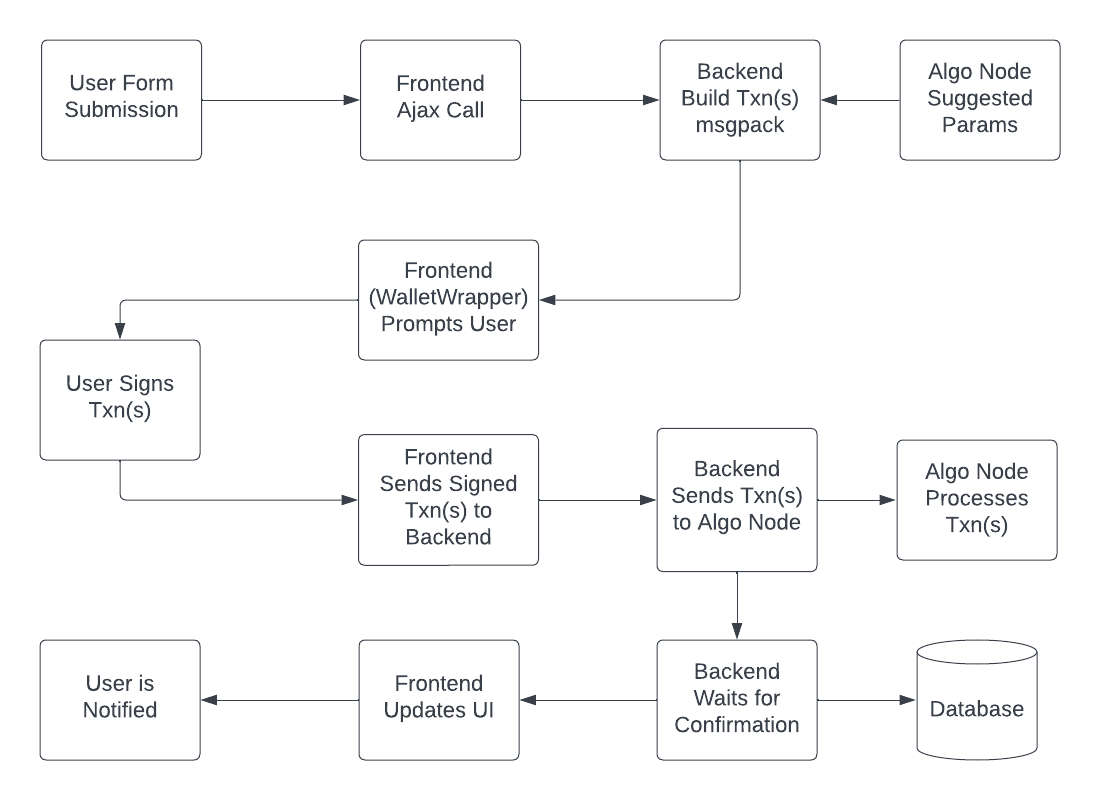 User Form
Submission
Frontend
Ajax Call
Backend
Build Txn(s)
msgpack
Algo Node
Suggested
Params
Frontend
(WalletWrapper)
Prompts User
User Signs
Txn(s)
Frontend
Sends Signed
Txn(s) to
Backend
Backend
Sends Txn(s)
to Algo Node
Algo Node
Processes
Txn(s)
User is
Notified
Frontend
Updates UI
Backend
Waits for
Confirmation
Database